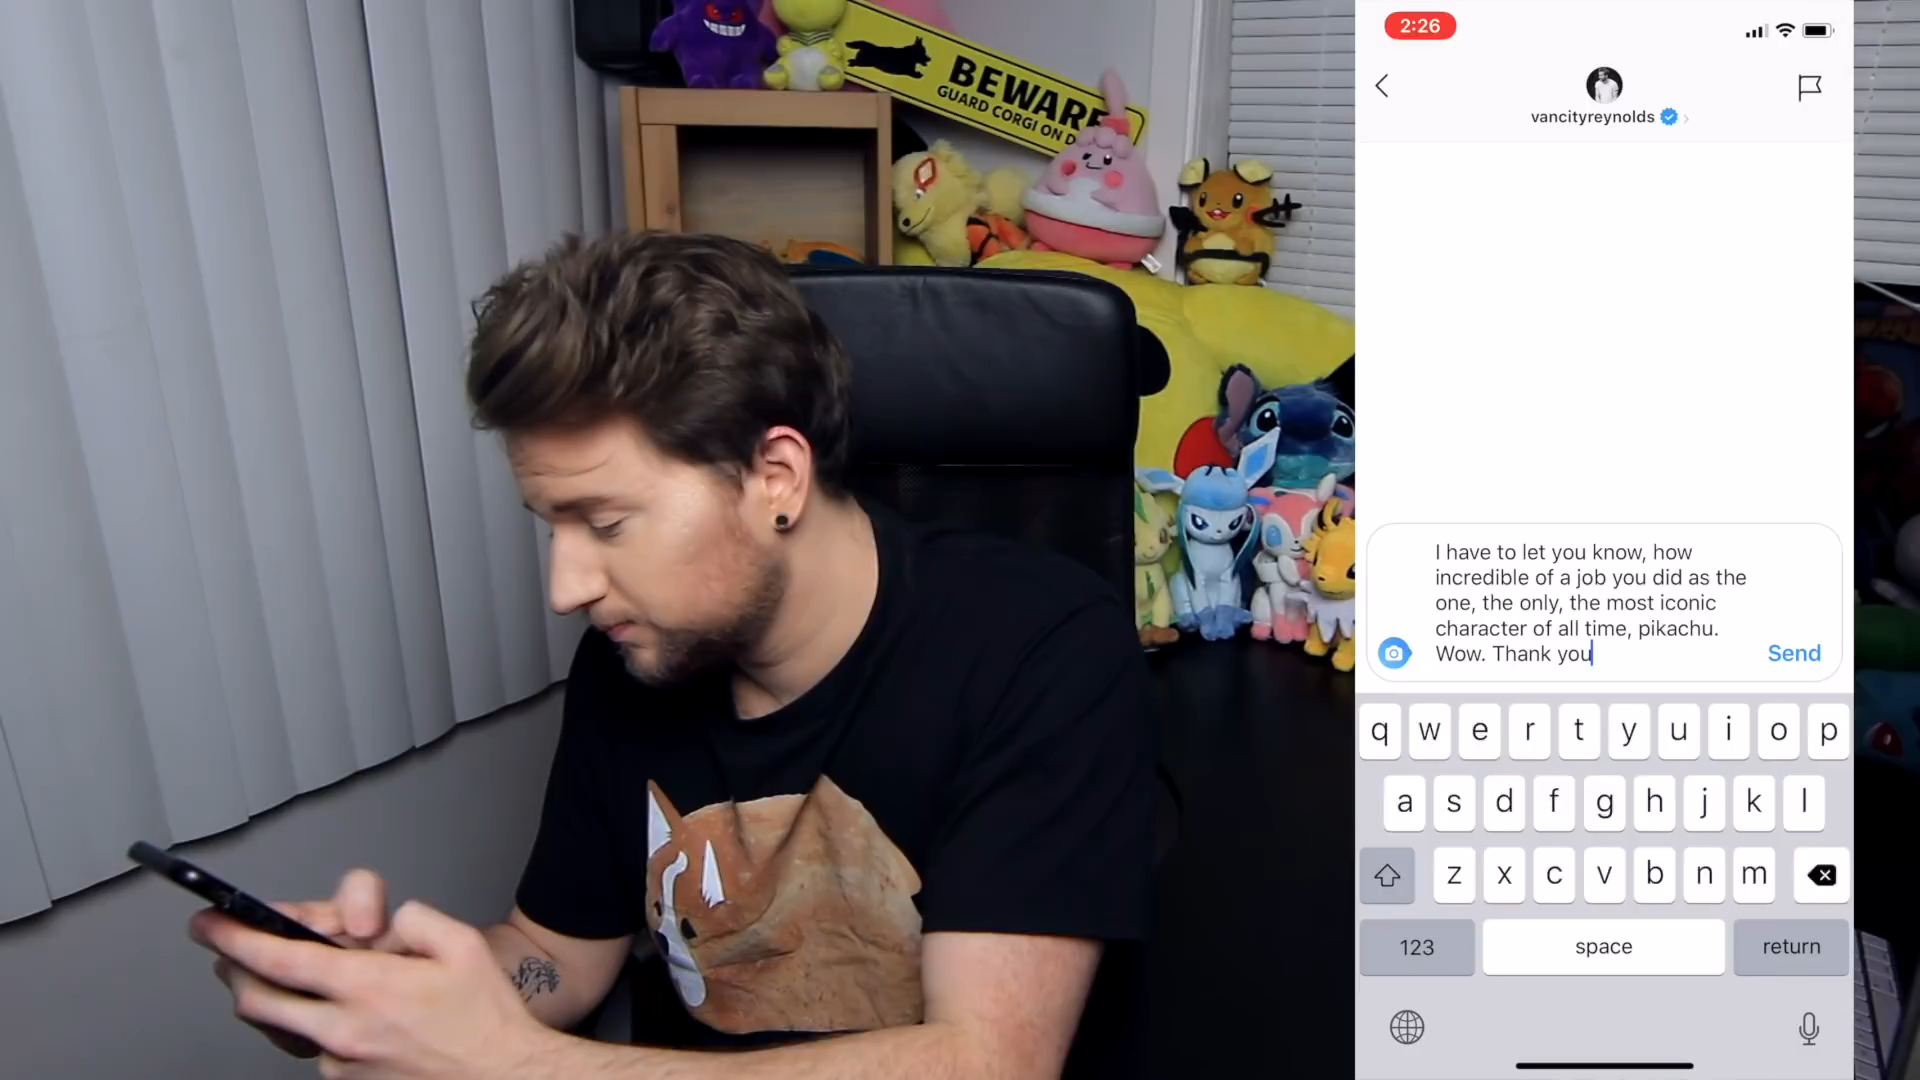 BEWARE
GUARD CORGI ON D
2:26
vancityreynolds
I have to let you know, how
incredible of a job you did as the
one, the only, the most iconic
character of all time, pikachu.
Wow. Thank you
Send
q w e r t y u i o p
a s d f g h j k l
z x c v b n m
123 space return